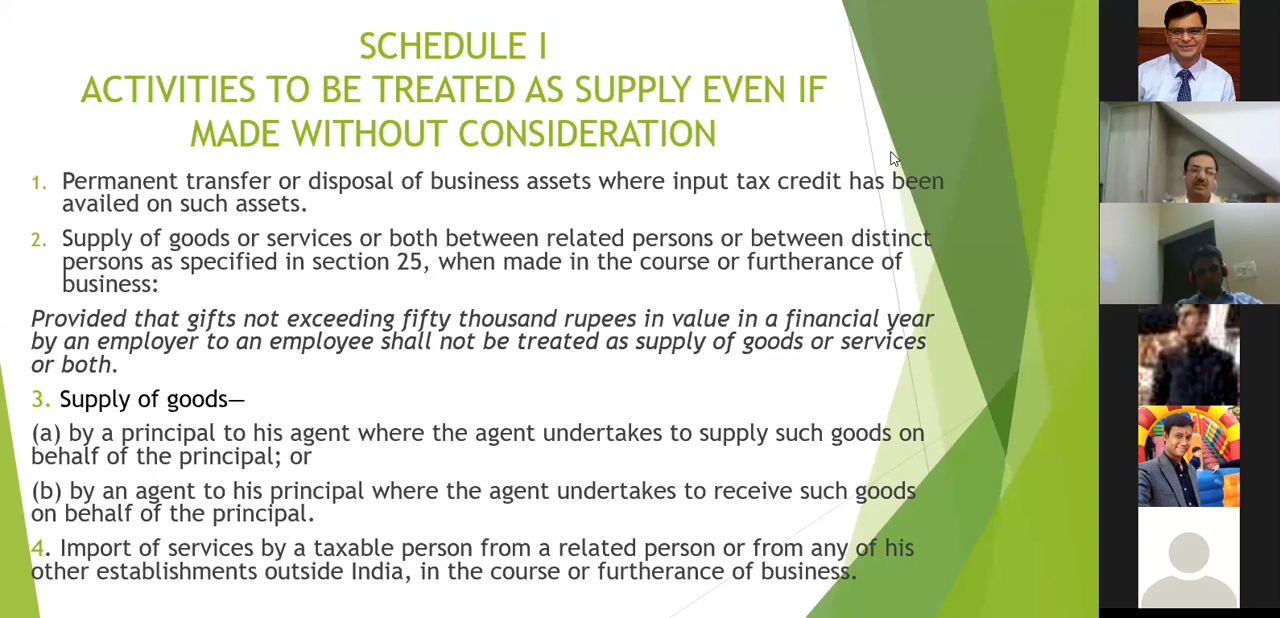 SCHEDULE I
ACTIVITIES TO BE TREATED AS SUPPLY EVEN IF
MADE WITHOUT CONSIDERATION
1. Permanent transfer or disposal of business assets where input tax credit has been
availed on such assets.
2. Supply of goods or services or both between related persons or between distinct
persons as specified in section 25, when made in the course or furtherance of
business:
Provided that gifts not exceeding fifty thousand rupees in value in a financial year
by an employer to an employee shall not be treated as supply of goods or services
or both.
3. Supply of goods—
(a) by a principal to his agent where the agent undertakes to supply such goods on
behalf of the principal; or
(b) by an agent to his principal where the agent undertakes to receive such goods
on behalf of the principal.
4. Import of services by a taxable person from a related person or from any of his
other establishments outside India, in the course or furtherance of business.